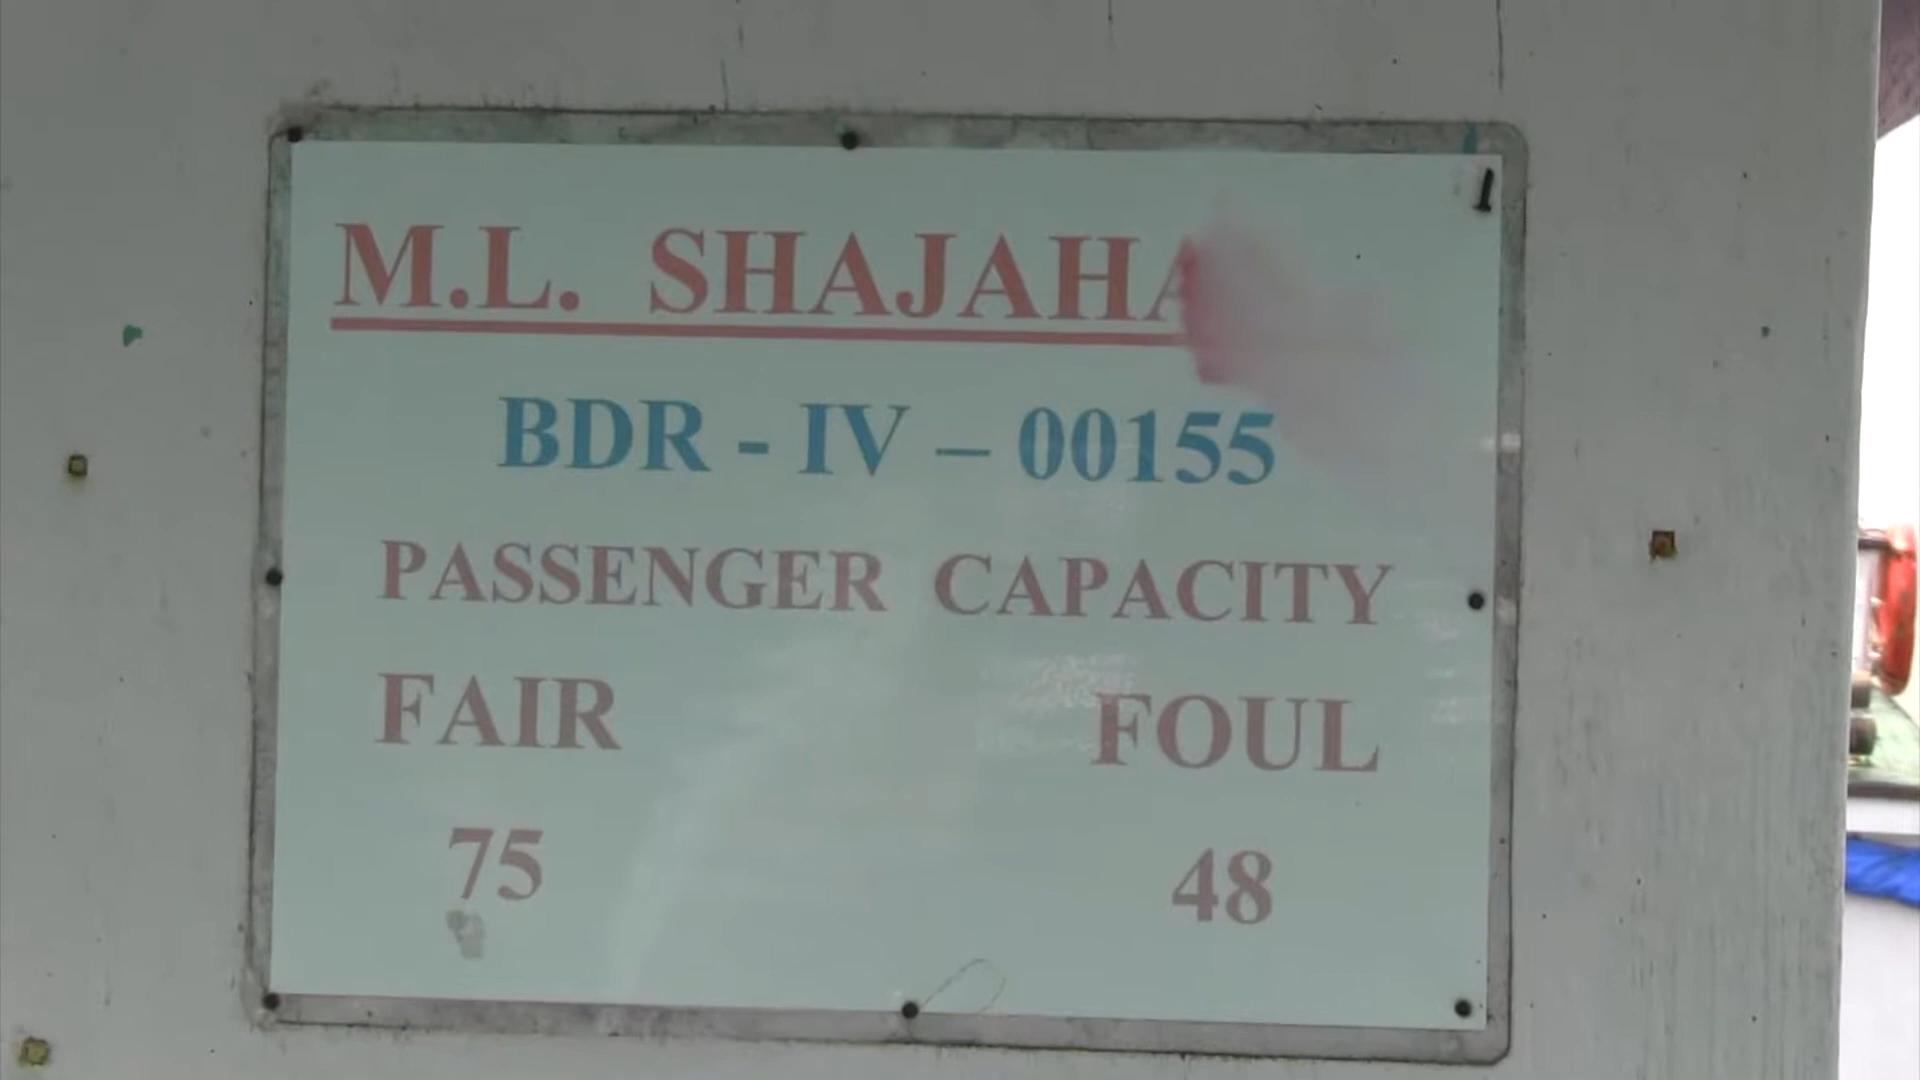 M.L. SHAJAHA
BDR - IV – 00155
PASSENGER CAPACITY
FAIR FOUL
75 48